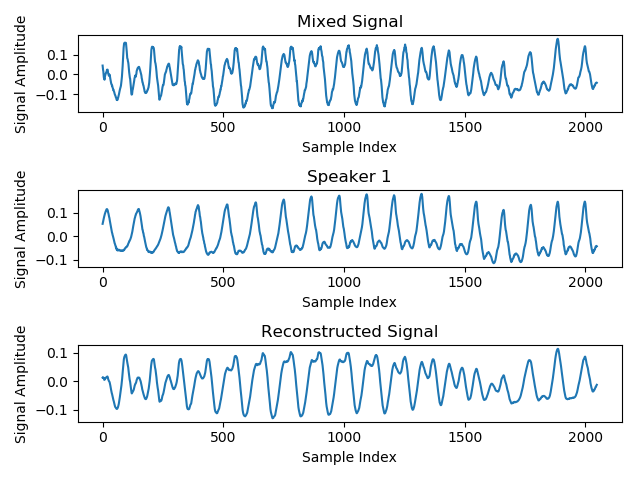 Mixed Signal
Signal Amplitude
0.1
0.0
−0.1
0 500 1000 1500 2000
Sample Index
Speaker 1
Signal Amplitude
0.1
0.0
−0.1
0 500 1000 1500 2000
Sample Index
Reconstructed Signal
Signal Amplitude
0.1
0.0
−0.1
0 500 1000 1500 2000
Sample Index